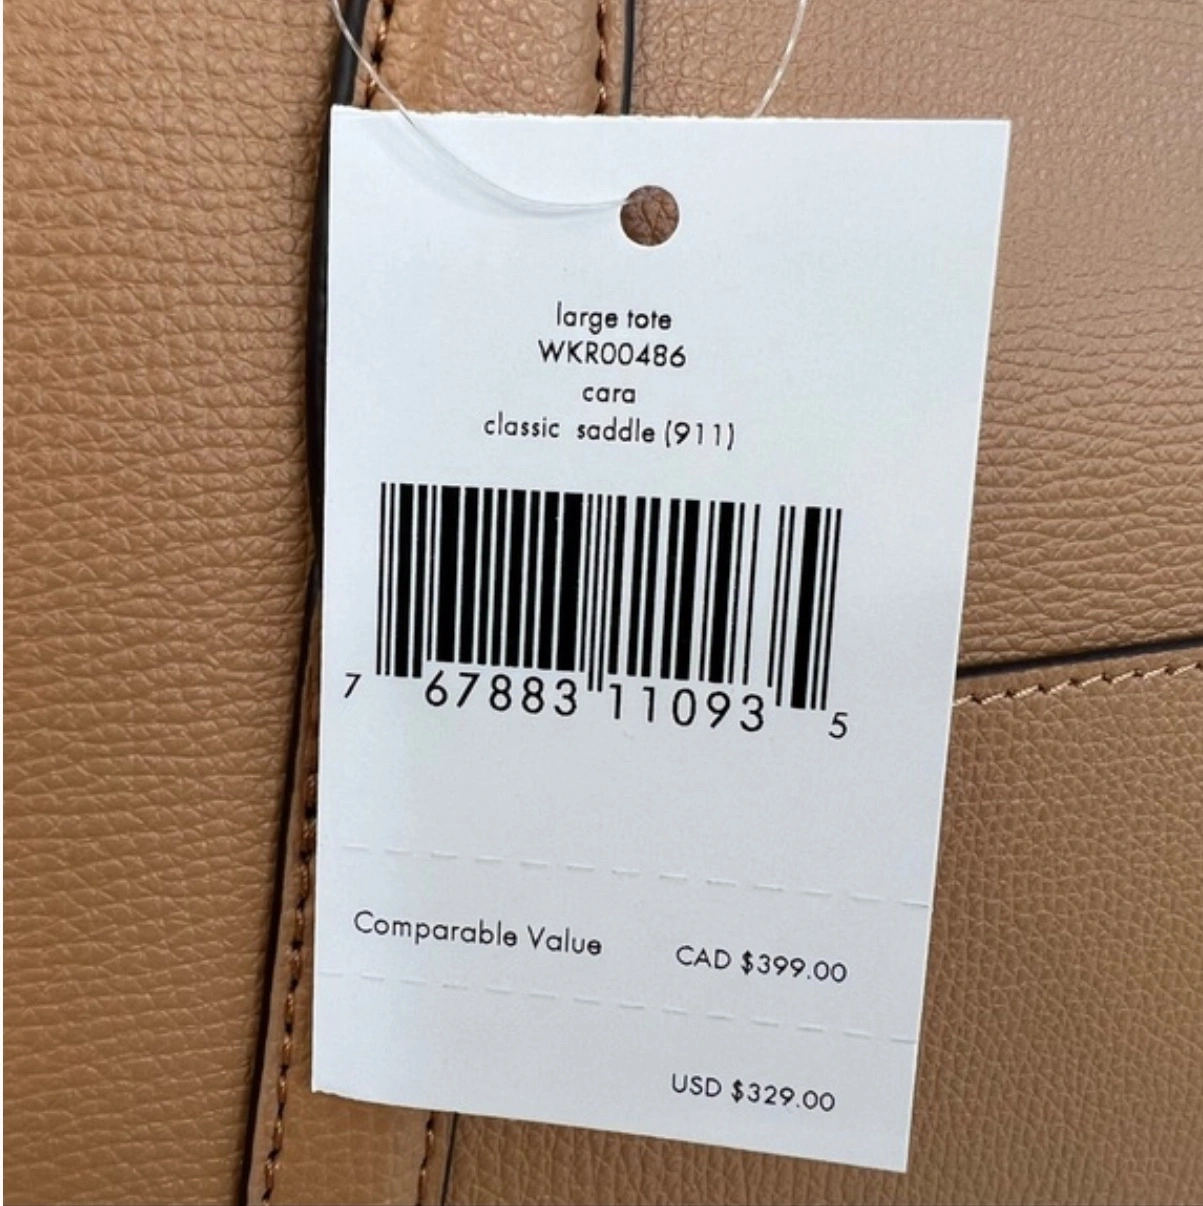 large tote
WKR00486
cara
classic saddle (911)
7 67883 11093 5
Comparable Value CAD $399.00
USD $329.00